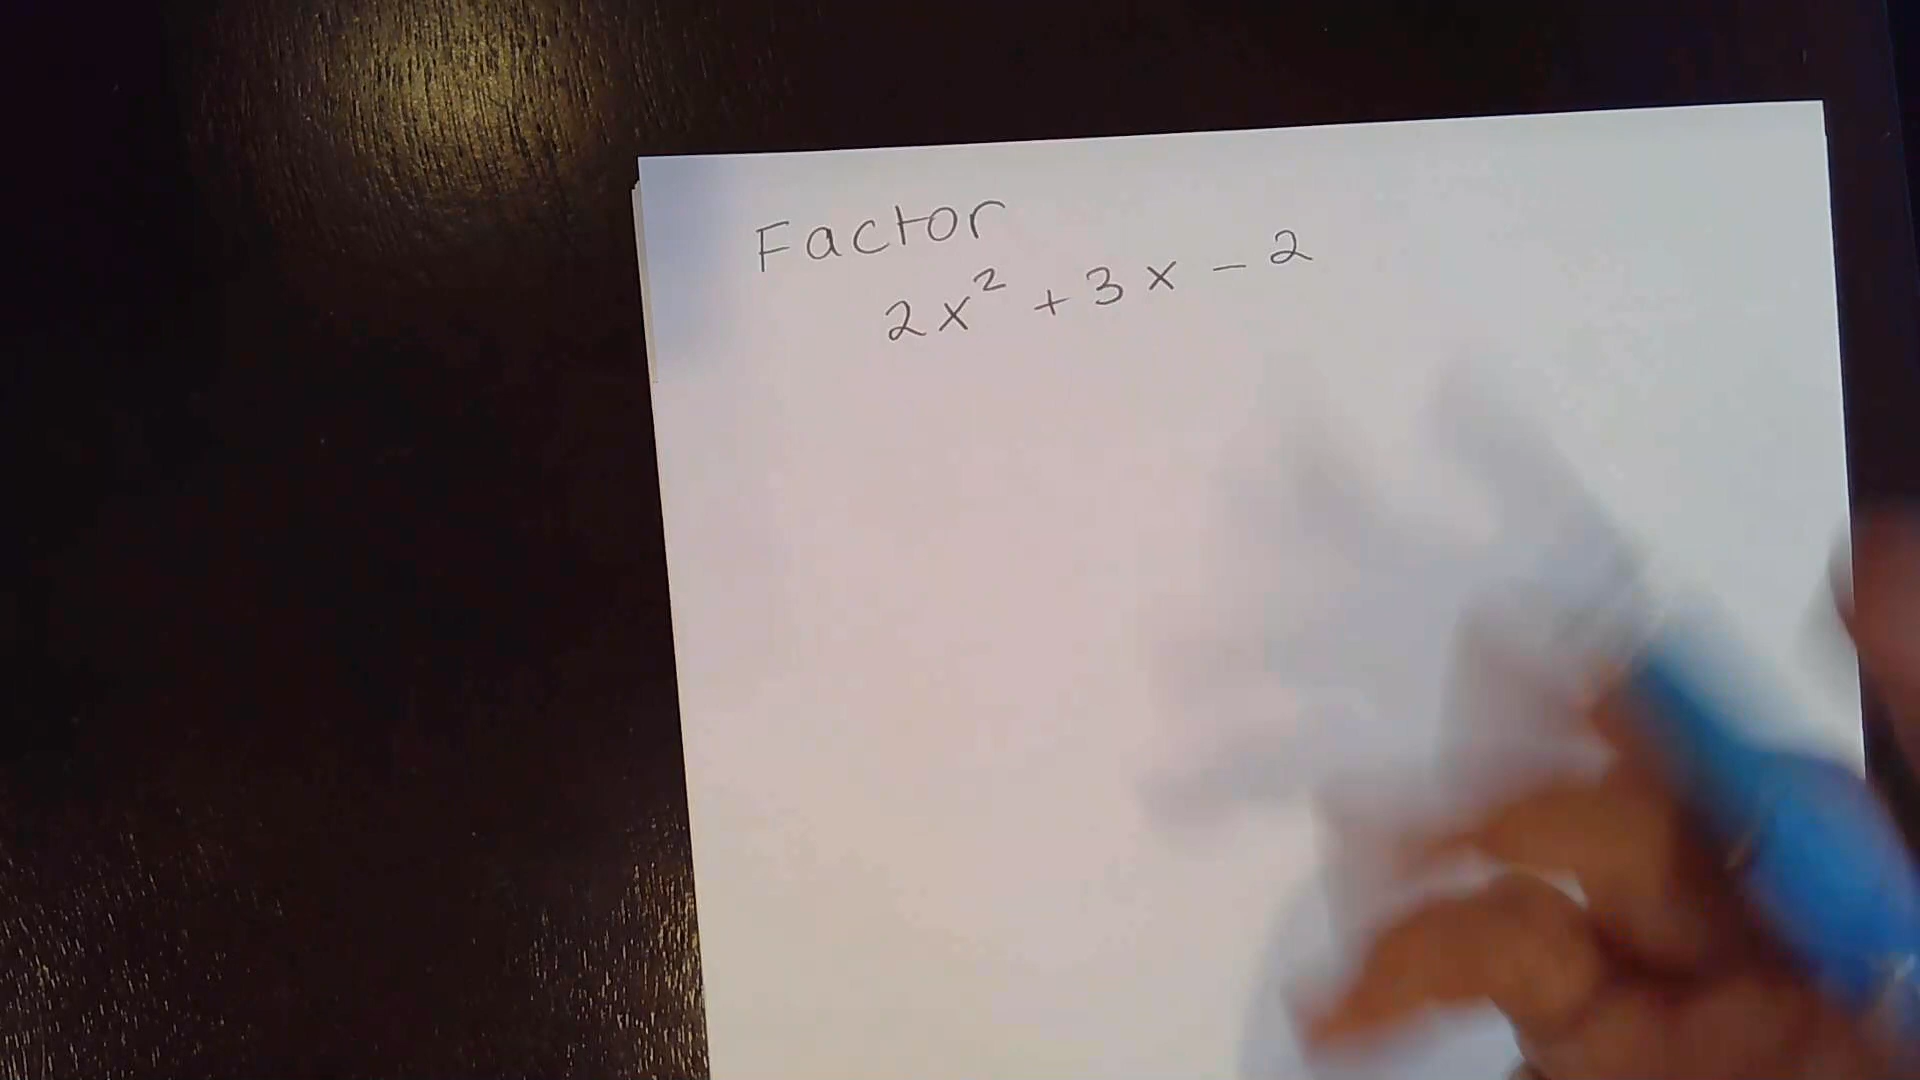 Factor
2x² + 3x - 2